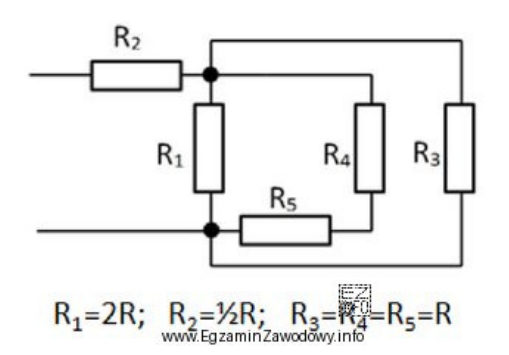 R₂
R₁
R₄
R₃
R₅
R₁=2R; R₂=½R; R₃=R₄=R₅=R
www.EgzaminZawodowy.info